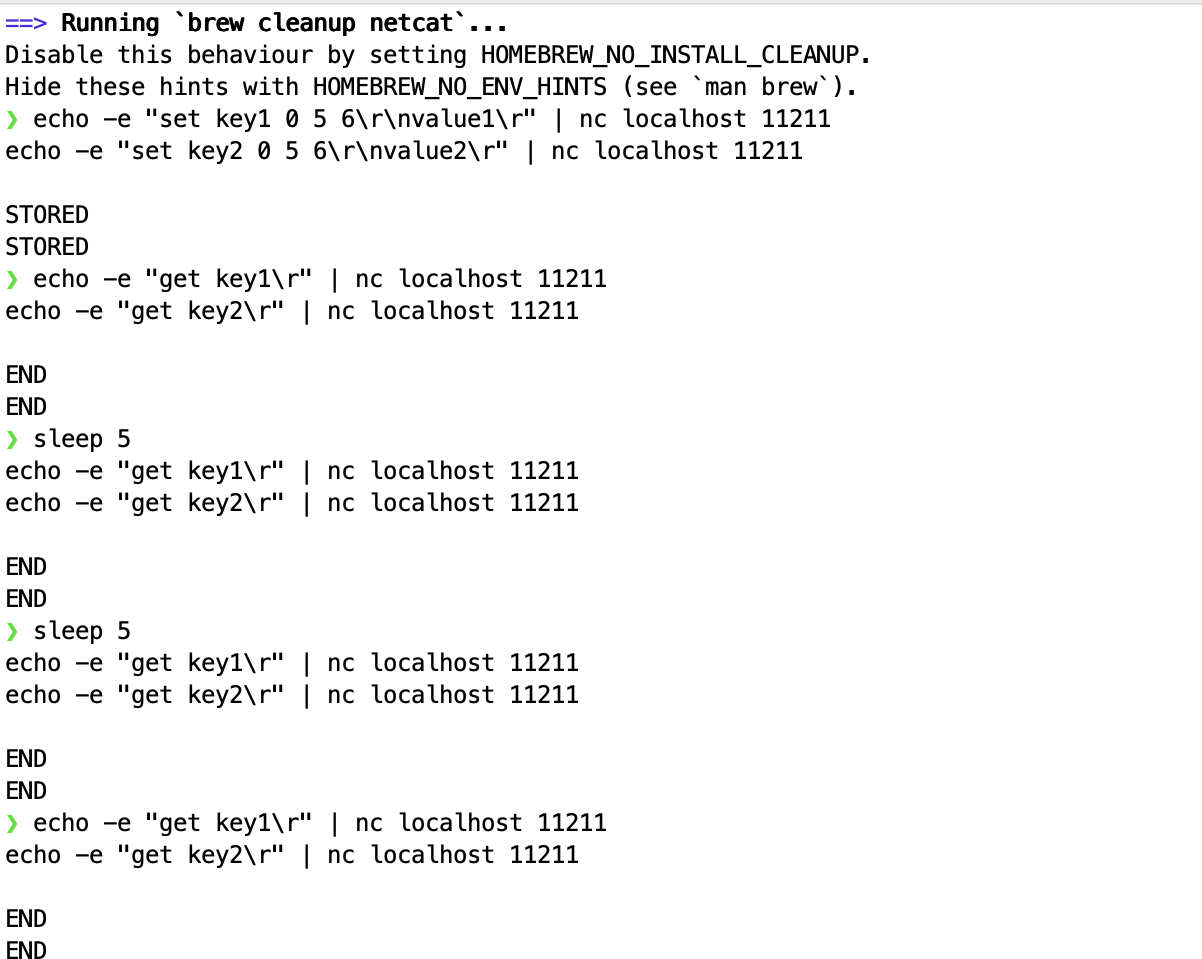 ==> Running `brew cleanup netcat`...
Disable this behaviour by setting HOMEBREW_NO_INSTALL_CLEANUP.
Hide these hints with HOMEBREW_NO_ENV_HINTS (see `man brew`).
❯ echo -e "set key1 0 5 6\r\nvalue1\r" | nc localhost 11211
echo -e "set key2 0 5 6\r\nvalue2\r" | nc localhost 11211
STORED
STORED
❯ echo -e "get key1\r" | nc localhost 11211
echo -e "get key2\r" | nc localhost 11211
END
END
❯ sleep 5
echo -e "get key1\r" | nc localhost 11211
echo -e "get key2\r" | nc localhost 11211
END
END
❯ sleep 5
echo -e "get key1\r" | nc localhost 11211
echo -e "get key2\r" | nc localhost 11211
END
END
❯ echo -e "get key1\r" | nc localhost 11211
echo -e "get key2\r" | nc localhost 11211
END
END